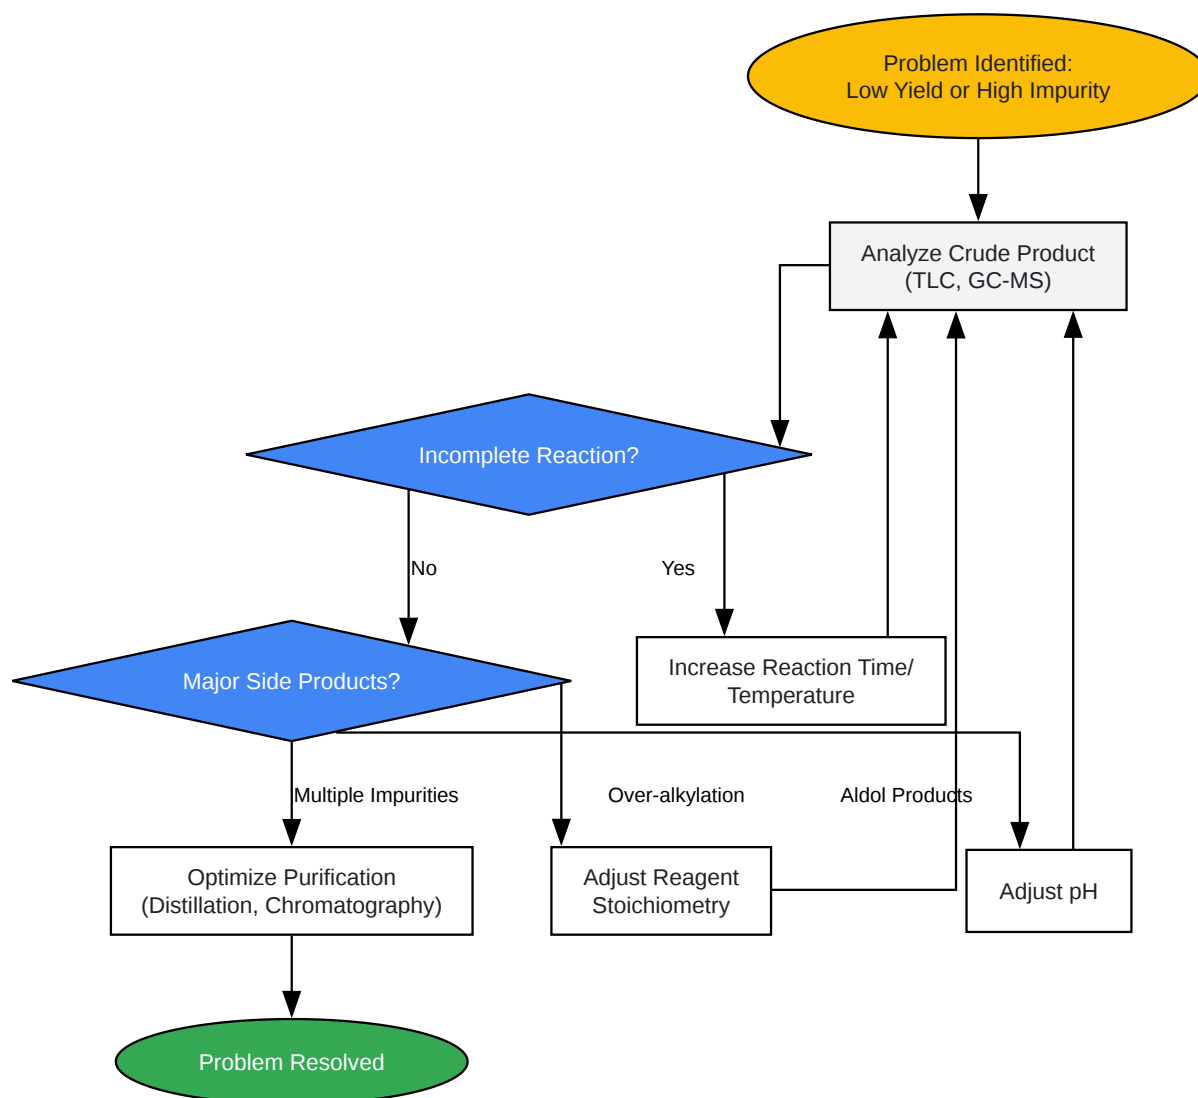 Problem Identified:
Low Yield or High Impurity
Analyze Crude Product
(TLC, GC-MS)
Incomplete Reaction?
No
Yes
Increase Reaction Time/
Temperature
Major Side Products?
Multiple Impurities
Over-alkylation
Aldol Products
Optimize Purification
(Distillation, Chromatography)
Adjust Reagent
Stoichiometry
Adjust pH
Problem Resolved